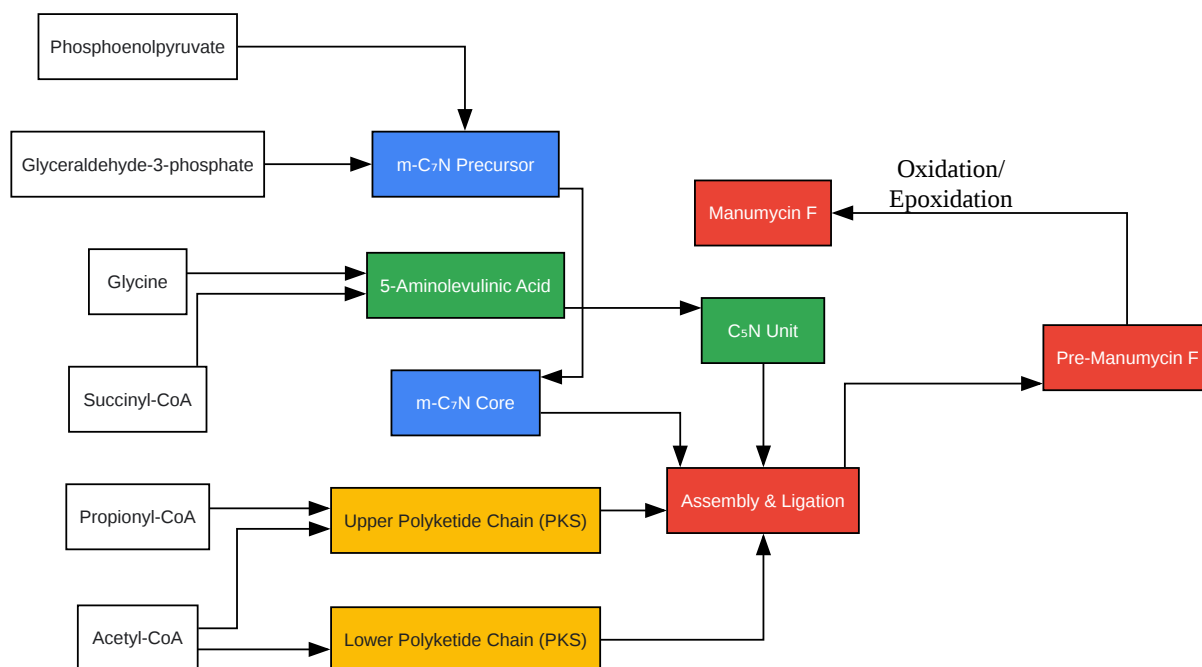 Phosphoenolpyruvate
Glyceraldehyde-3-phosphate
m-C₇N Precursor
Oxidation/
Epoxidation
Manumycin F
Glycine
5-Aminolevulinic Acid
C₅N Unit
Pre-Manumycin F
Succinyl-CoA
m-C₇N Core
Propionyl-CoA
Upper Polyketide Chain (PKS)
Assembly & Ligation
Acetyl-CoA
Lower Polyketide Chain (PKS)